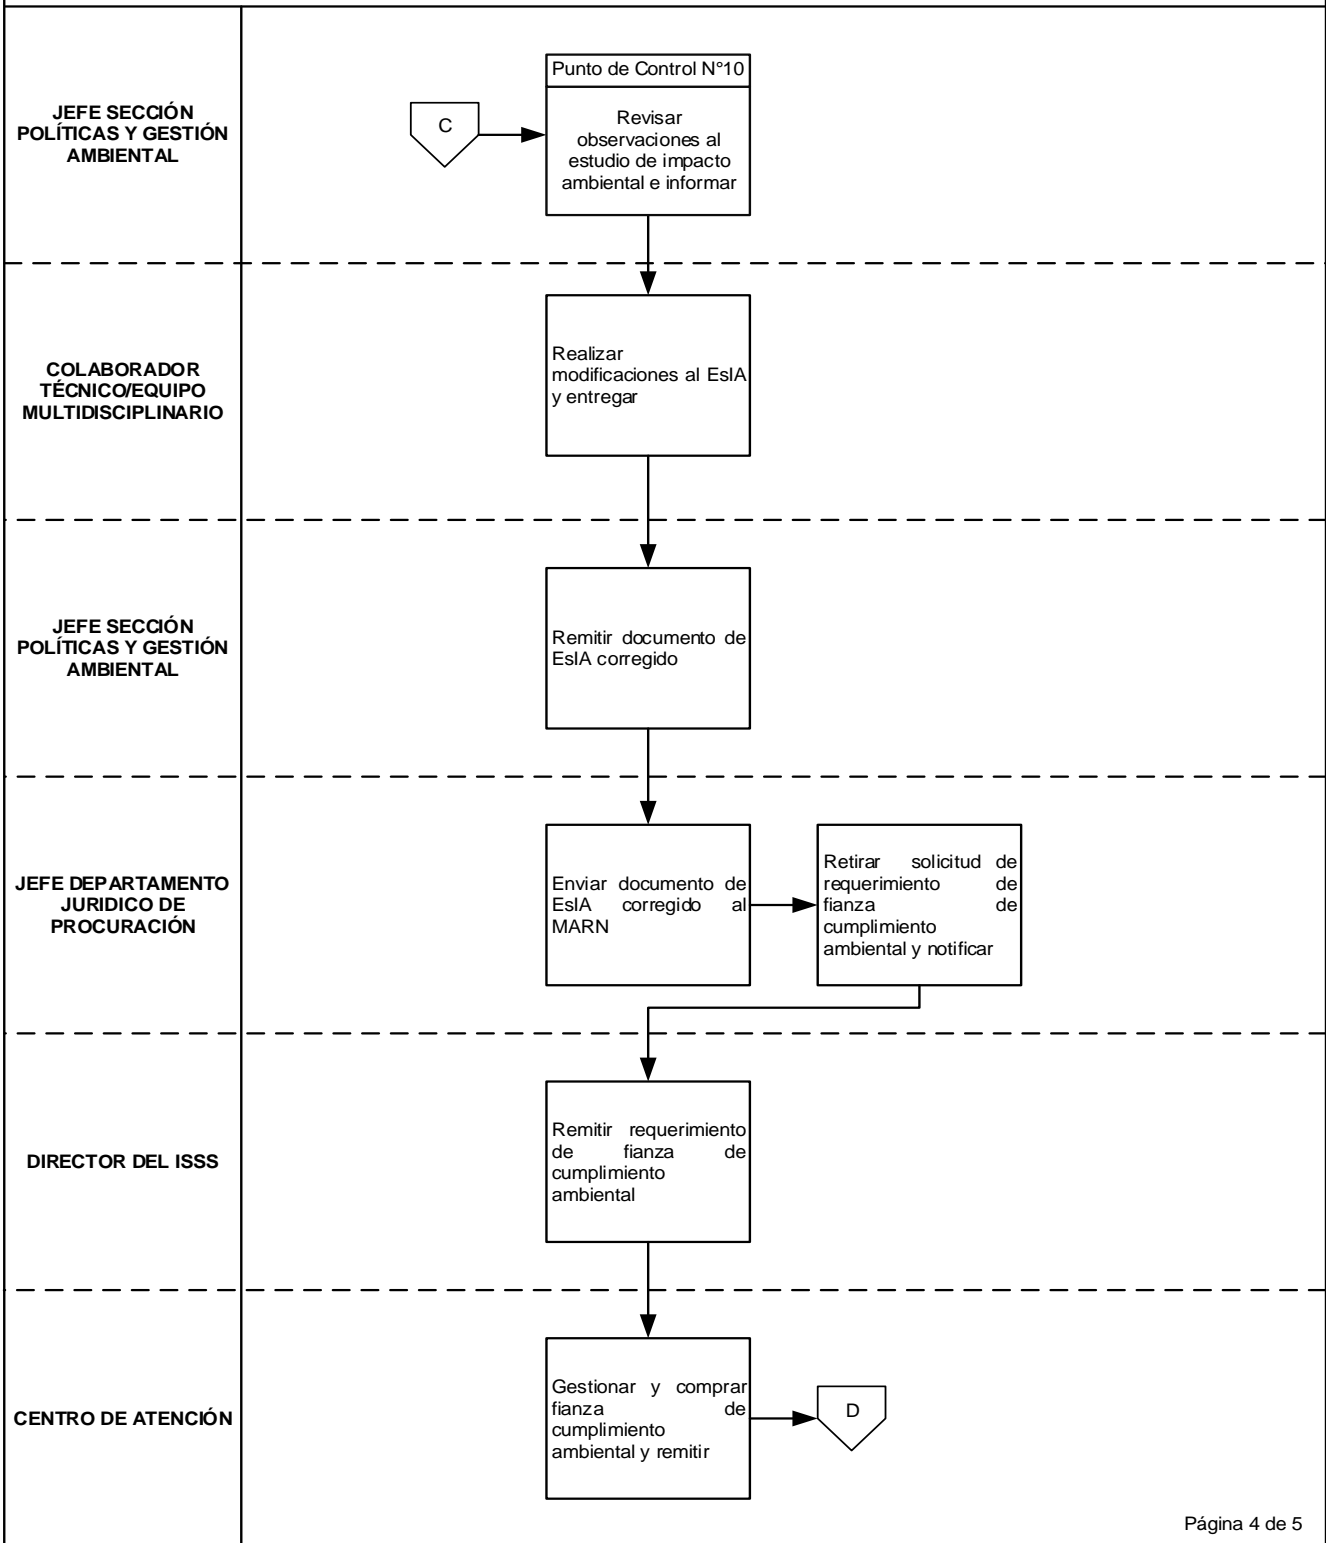 JEFE SECCIÓN
POLÍTICAS Y GESTIÓN
AMBIENTAL
C
Punto de Control N°10
Revisar
observaciones al
estudio de impacto
ambiental e informar
COLABORADOR
TÉCNICO/EQUIPO
MULTIDISCIPLINARIO
Realizar
modificaciones al EsIA
y entregar
JEFE SECCIÓN
POLÍTICAS Y GESTIÓN
AMBIENTAL
Remitir documento de
EsIA corregido
JEFE DEPARTAMENTO
JURIDICO DE
PROCURACIÓN
Enviar documento de
EsIA corregido al
MARN
Retirar solicitud de
requerimiento de
fianza de
cumplimiento
ambiental y notificar
DIRECTOR DEL ISSS
Remitir requerimiento
de fianza de
cumplimiento
ambiental
CENTRO DE ATENCIÓN
Gestionar y comprar
fianza de
cumplimiento
ambiental y remitir
D
Página 4 de 5